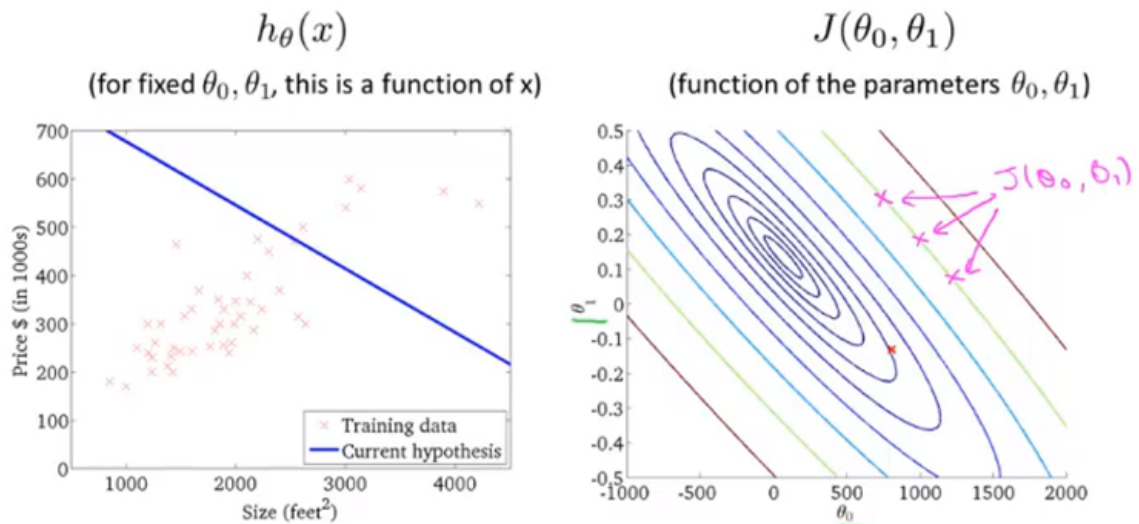 hθ(x)
(for fixed θ₀, θ₁, this is a function of x)
700
600
500
400
300
200
100
0
Price $ (in 1000s)
1000
2000
3000
4000
Size (feet²)
Training data
Current hypothesis
J(θ₀, θ₁)
(function of the parameters θ₀, θ₁)
0.5
0.4
0.3
0.2
0.1
0
-0.1
-0.2
-0.3
-0.4
-0.5
θ₁
-1000
-500
0
500
1000
1500
2000
θ₀
J(θ₀, θ₁)